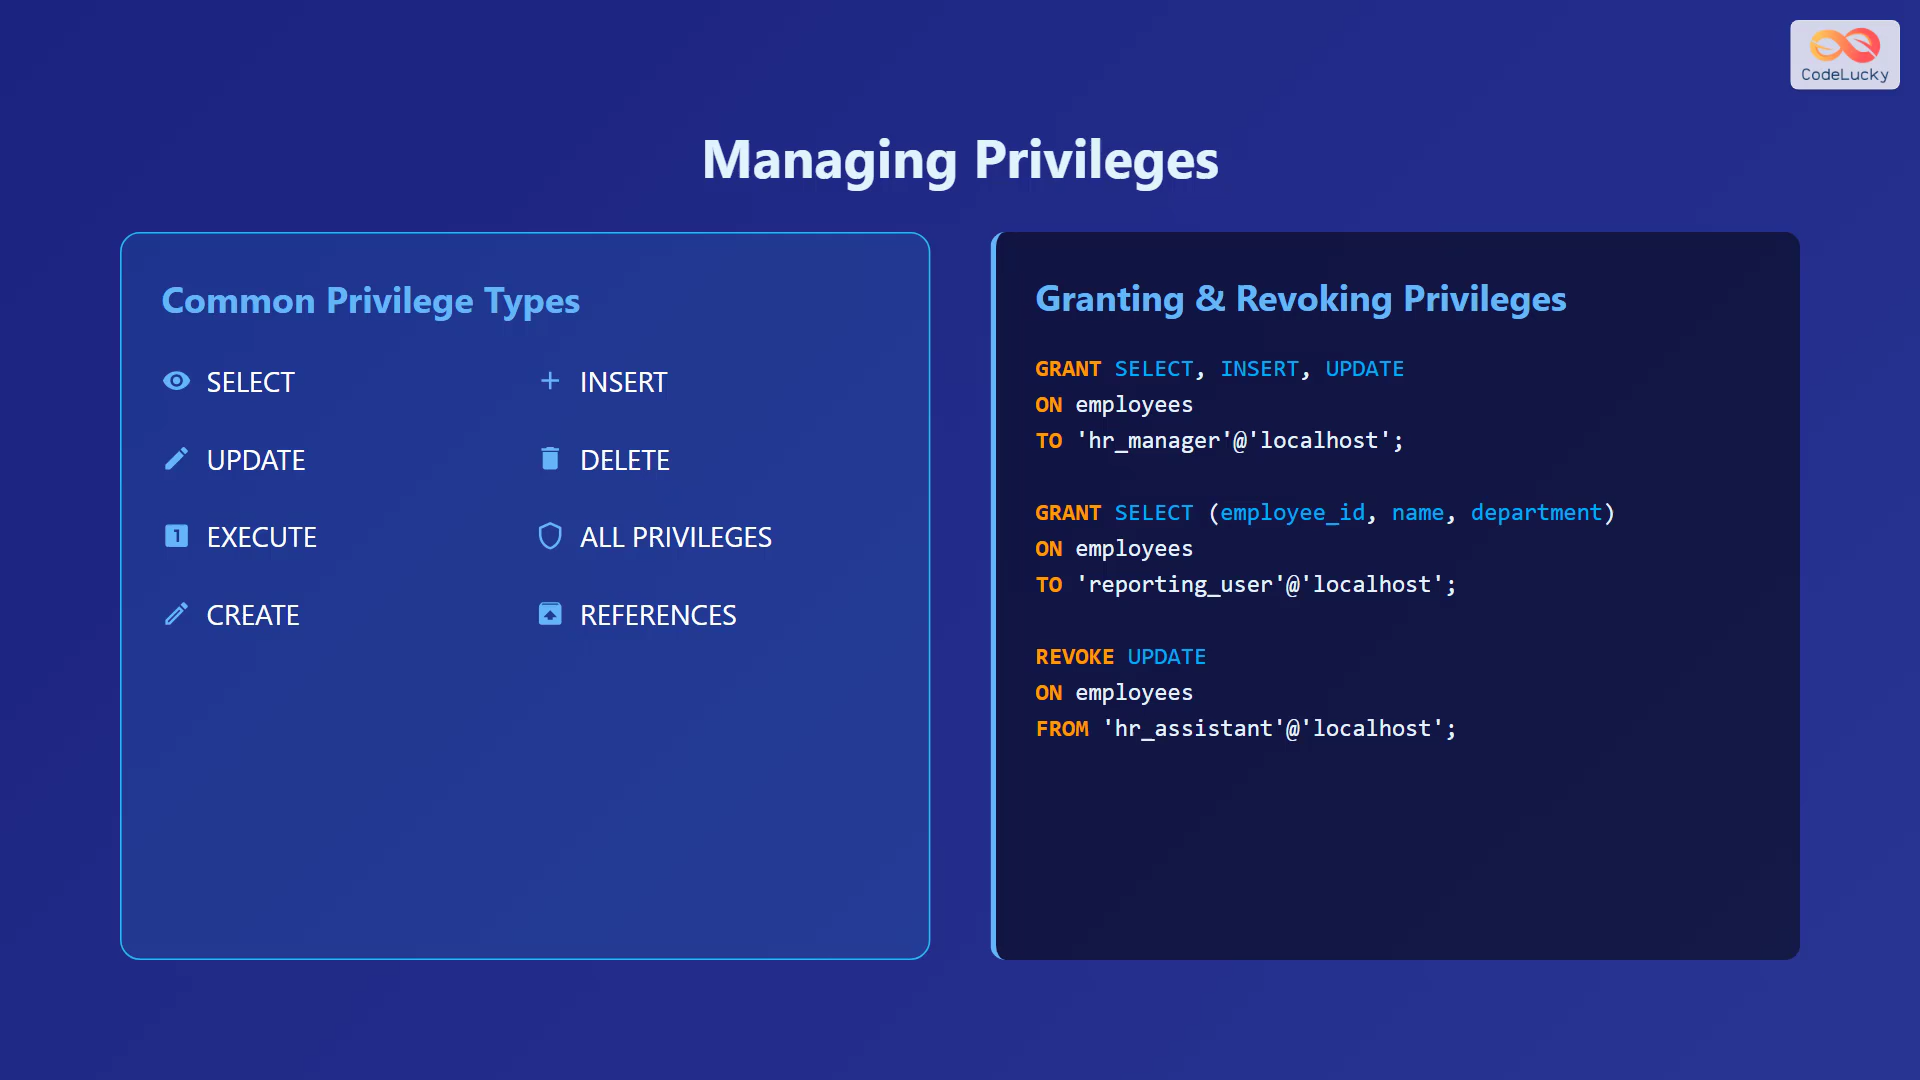 CodeLucky
Managing Privileges
Common Privilege Types
SELECT
INSERT
UPDATE
DELETE
EXECUTE
ALL PRIVILEGES
CREATE
REFERENCES
Granting & Revoking Privileges
GRANT SELECT, INSERT, UPDATE
ON employees
TO 'hr_manager'@'localhost';
GRANT SELECT (employee_id, name, department)
ON employees
TO 'reporting_user'@'localhost';
REVOKE UPDATE
ON employees
FROM 'hr_assistant'@'localhost';